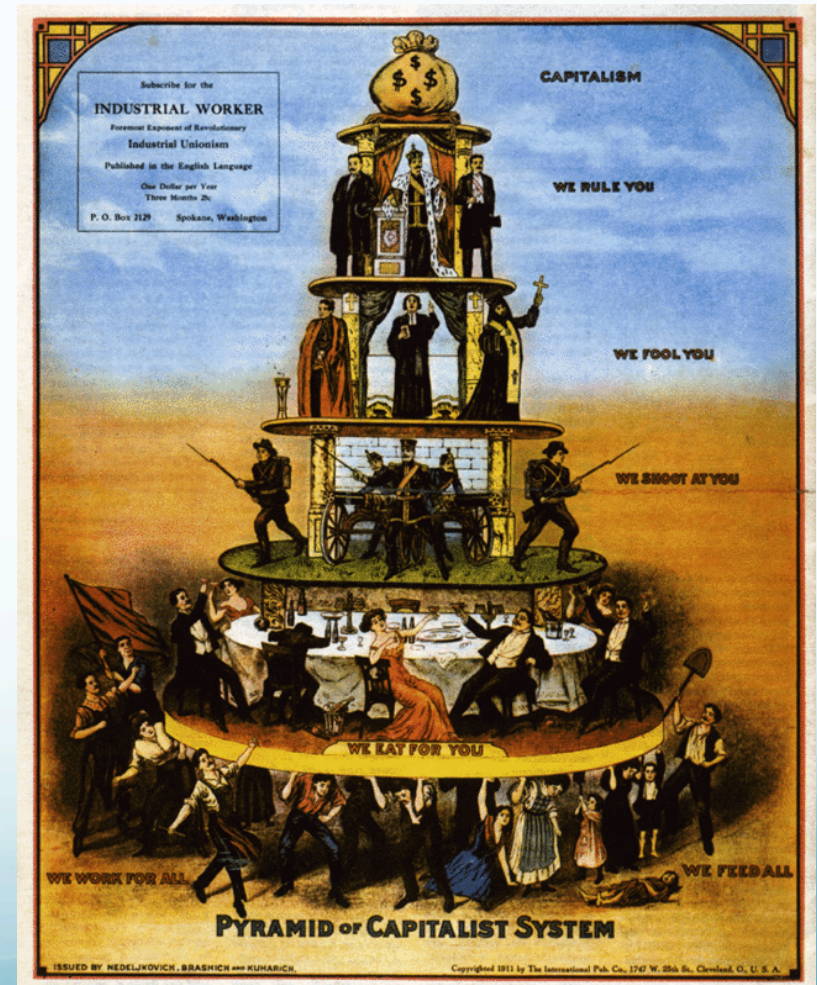 Subscribe for the
INDUSTRIAL WORKER
Foremost Exponent of Revolutionary
Industrial Unionism
Published in the English Language
One Dollar per Year
Three Months 25c
P. O. Box 2129 Spokane, Washington
$
$ $
$
CAPITALISM
WE RULE YOU
WE FOOL YOU
WE SHOOT AT YOU
WE EAT FOR YOU
WE WORK FOR ALL
WE FEED ALL
PYRAMID OF CAPITALIST SYSTEM
ISSUED BY NEDELJKOVICH, BRASHICH AND KUHARICH.
Copyrighted 1911 by The International Pub. Co., 1747 W. 25th St., Cleveland, O., U. S. A.